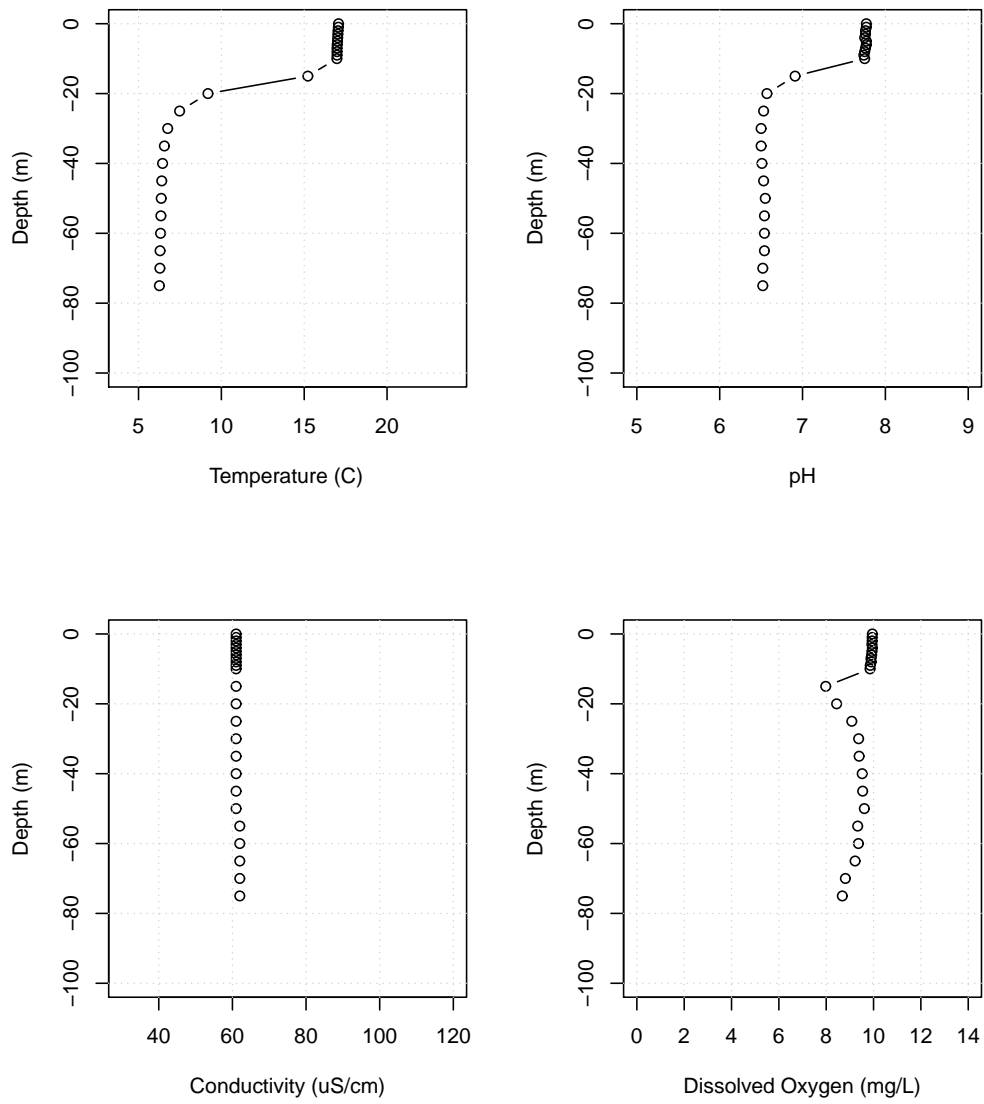 0
−20
−40
−60
−80
−100
Depth (m)
5 10 15 20
Temperature (C)
0
−20
−40
−60
−80
−100
Depth (m)
5 6 7 8 9
pH
0
−20
−40
−60
−80
−100
Depth (m)
40 60 80 100 120
Conductivity (uS/cm)
0
−20
−40
−60
−80
−100
Depth (m)
0 2 4 6 8 10 12 14
Dissolved Oxygen (mg/L)